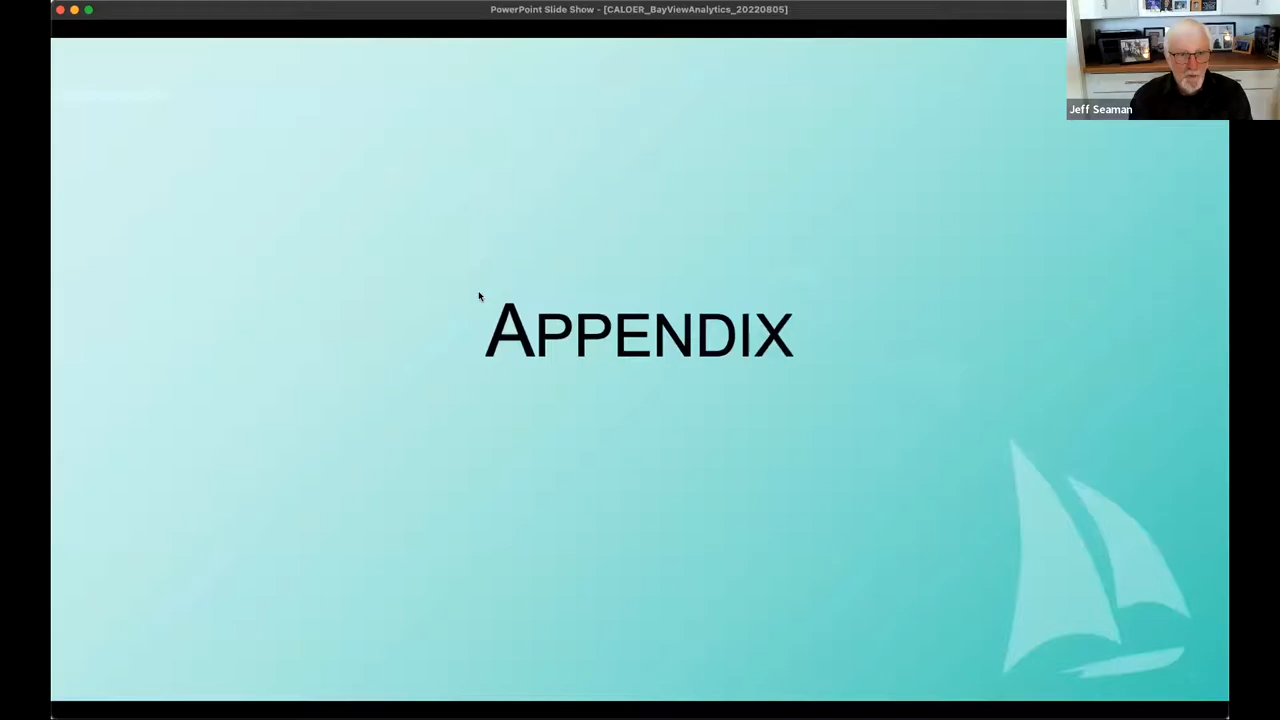 PowerPoint Slide Show - [CALOER_BayViewAnalytics_20220805]
Jeff Seaman
APPENDIX